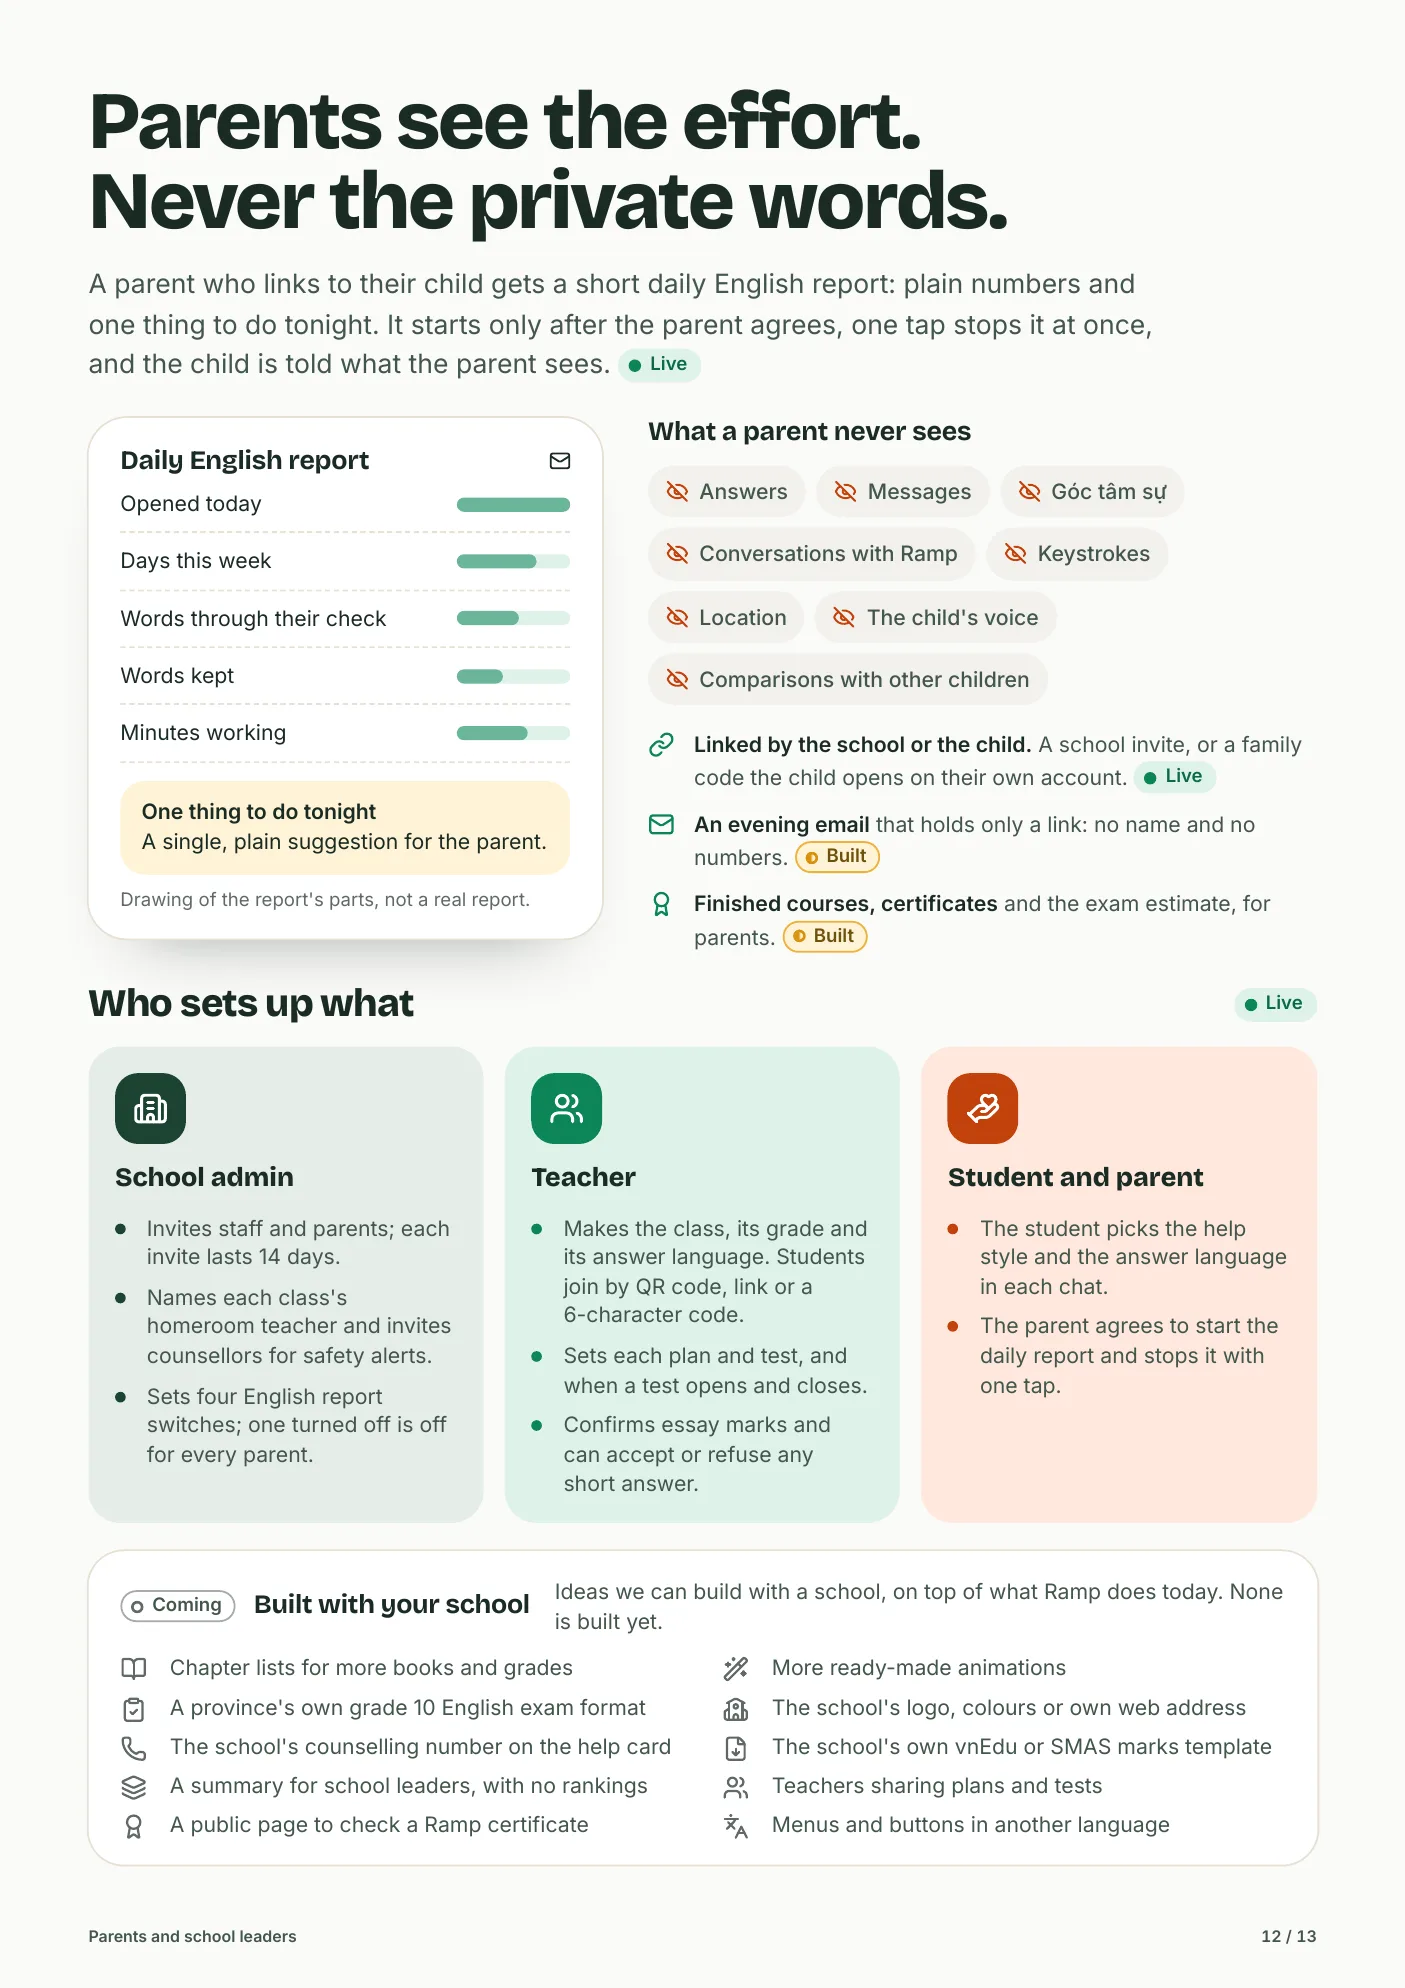 Parents see the effort.
Never the private words.
A parent who links to their child gets a short daily English report: plain numbers and
one thing to do tonight. It starts only after the parent agrees, one tap stops it at once,
and the child is told what the parent sees. Live
Daily English report
Opened today
Days this week
Words through their check
Words kept
Minutes working
One thing to do tonight
A single, plain suggestion for the parent.
Drawing of the report's parts, not a real report.
What a parent never sees
Answers
Messages
Góc tâm sự
Conversations with Ramp
Keystrokes
Location
The child's voice
Comparisons with other children
Linked by the school or the child. A school invite, or a family
code the child opens on their own account. Live
An evening email that holds only a link: no name and no
numbers. Built
Finished courses, certificates and the exam estimate, for
parents. Built
Who sets up what
Live
School admin
Invites staff and parents; each
invite lasts 14 days.
Names each class's
homeroom teacher and invites
counsellors for safety alerts.
Sets four English report
switches; one turned off is off
for every parent.
Teacher
Makes the class, its grade and
its answer language. Students
join by QR code, link or a
6-character code.
Sets each plan and test, and
when a test opens and closes.
Confirms essay marks and
can accept or refuse any
short answer.
Student and parent
The student picks the help
style and the answer language
in each chat.
The parent agrees to start the
daily report and stops it with
one tap.
Coming
Built with your school
Ideas we can build with a school, on top of what Ramp does today. None
is built yet.
Chapter lists for more books and grades
A province's own grade 10 English exam format
The school's counselling number on the help card
A summary for school leaders, with no rankings
A public page to check a Ramp certificate
More ready-made animations
The school's logo, colours or own web address
The school's own vnEdu or SMAS marks template
Teachers sharing plans and tests
Menus and buttons in another language
Parents and school leaders
12 / 13